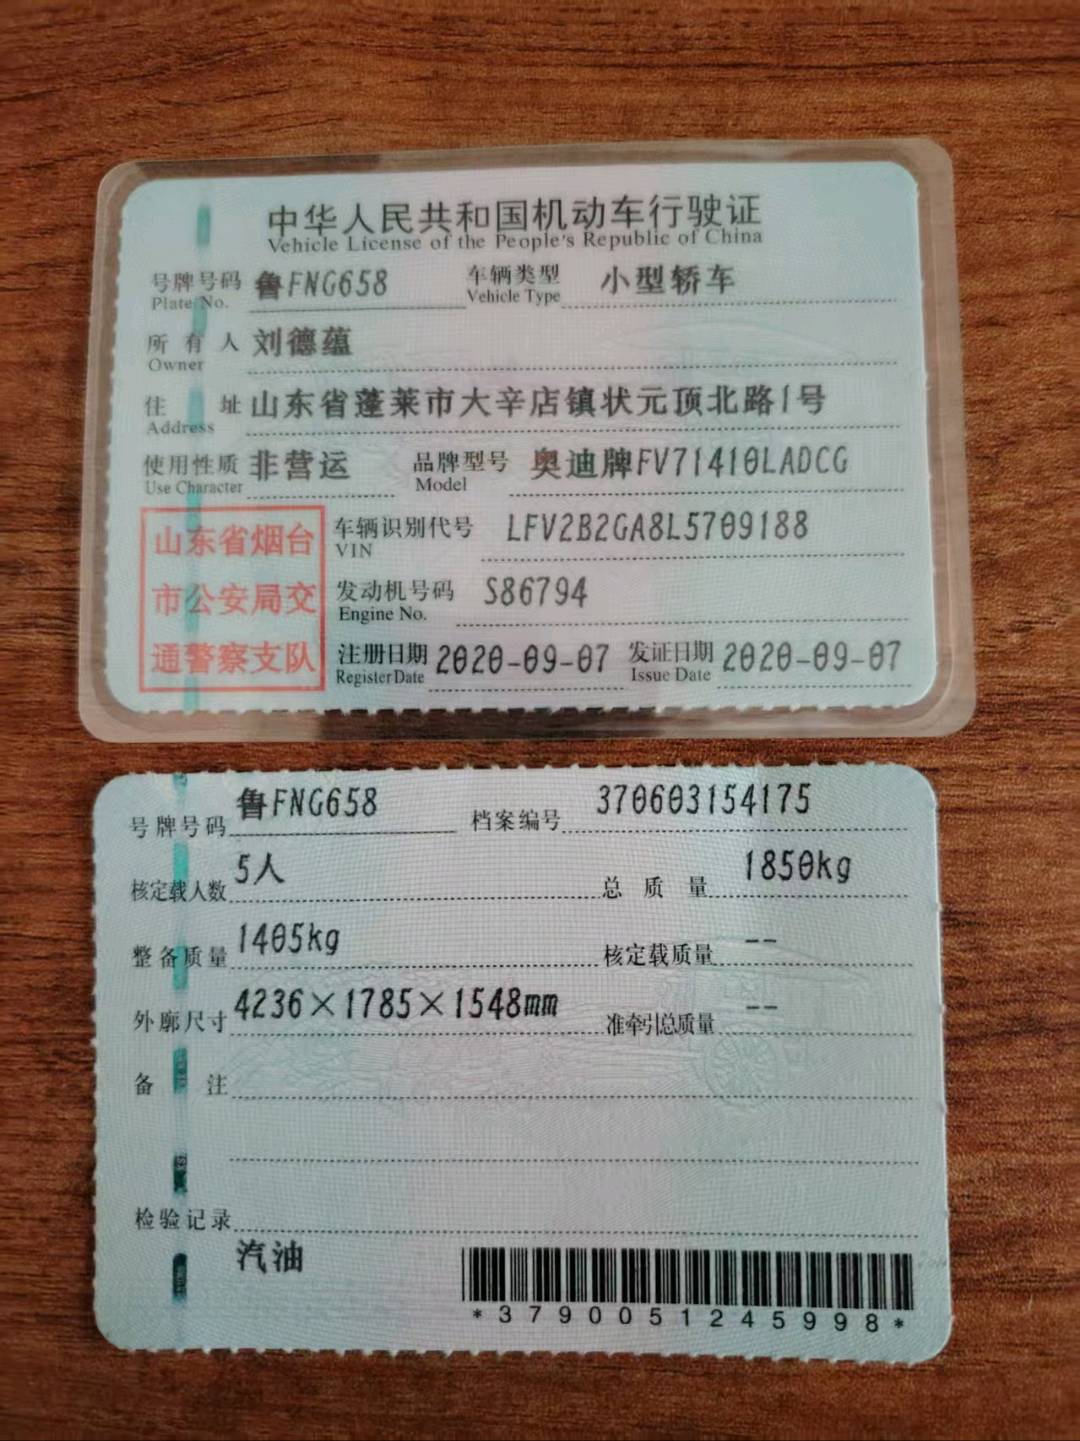 中华人民共和国机动车行驶证
Vehicle License of the People's Republic of China
号牌号码 鲁FNG658 车辆类型 小型轿车
Plate No. Vehicle Type
所有人 刘德蕴
Owner
住址 山东省蓬莱市大辛店镇状元顶北路1号
Address
使用性质 非营运 品牌型号 奥迪牌FV71410LADCG
Use Character Model
山东省烟台 车辆识别代号 LFV2B2GA8L5709188
VIN
市公安局交 发动机号码 S86794
Engine No.
通警察支队 注册日期 2020-09-07 发证日期 2020-09-07
Register Date Issue Date
号牌号码 鲁FNG658 档案编号 370603154175
核定载人数 5人 总质量 1850kg
整备质量 1405kg 核定载质量 --
外廓尺寸 4236×1785×1548mm 准牵引总质量 --
备注
检验记录
汽油
*3790051245998*